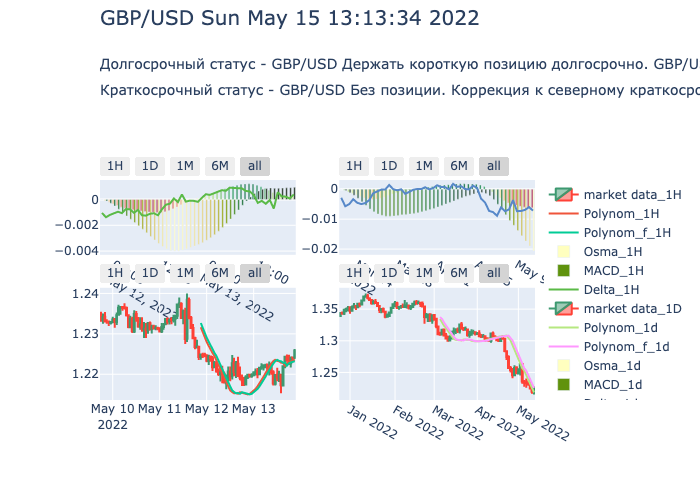 GBP/USD Sun May 15 13:13:34 2022
Долгосрочный статус - GBP/USD Держать короткую позицию долгосрочно. GBP/U
Краткосрочный статус - GBP/USD Без позиции. Коррекция к северному краткоср
1H 1D 1M 6M all
1H 1D 1M 6M all
0
−0.002
−0.004
0
−0.01
−0.02
May 12, 2022
May 13, 2022
May 9
1H 1D 1M 6M all
1H 1D 1M 6M all
1.24
1.23
1.22
1.35
1.3
1.25
May 10 May 11 May 12 May 13
2022
Jan 2022
Feb 2022
Mar 2022
Apr 2022
May 2022
market data_1H
Polynom_1H
Polynom_f_1H
Osma_1H
MACD_1H
Delta_1H
market data_1D
Polynom_1d
Polynom_f_1d
Osma_1d
MACD_1d